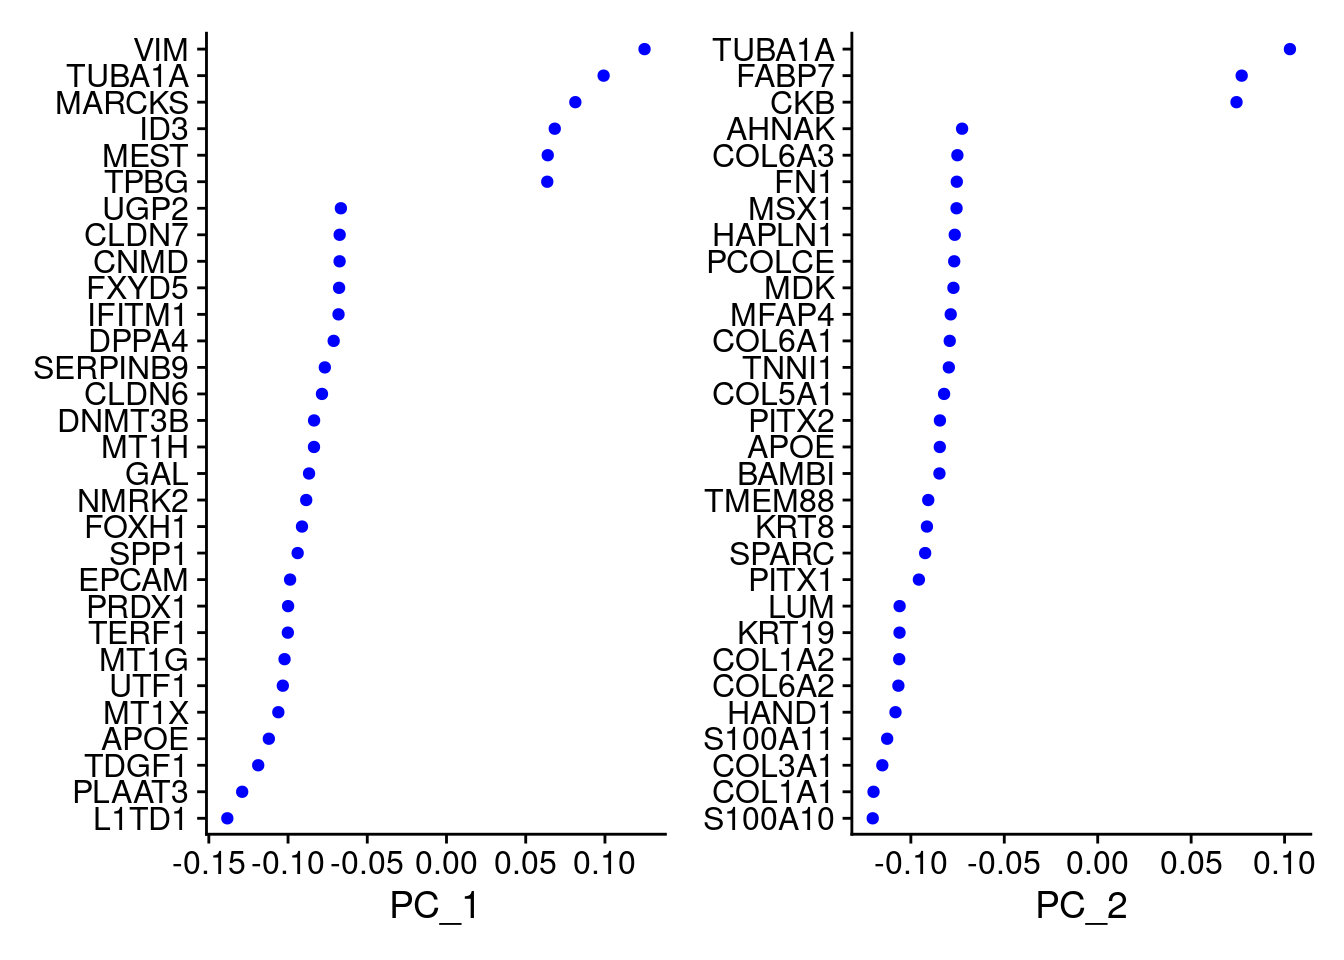 VIM
TUBA1A
MARCKS
ID3
MEST
TPBG
UGP2
CLDN7
CNMD
FXYD5
IFITM1
DPPA4
SERPINB9
CLDN6
DNMT3B
MT1H
GAL
NMRK2
FOXH1
SPP1
EPCAM
PRDX1
TERF1
MT1G
UTF1
MT1X
APOE
TDGF1
PLAAT3
L1TD1
-0.15 -0.10 -0.05 0.00 0.05 0.10
PC_1
TUBA1A
FABP7
CKB
AHNAK
COL6A3
FN1
MSX1
HAPLN1
PCOLCE
MDK
MFAP4
COL6A1
TNNI1
COL5A1
PITX2
APOE
BAMBI
TMEM88
KRT8
SPARC
PITX1
LUM
KRT19
COL1A2
COL6A2
HAND1
S100A11
COL3A1
COL1A1
S100A10
-0.10 -0.05 0.00 0.05 0.10
PC_2